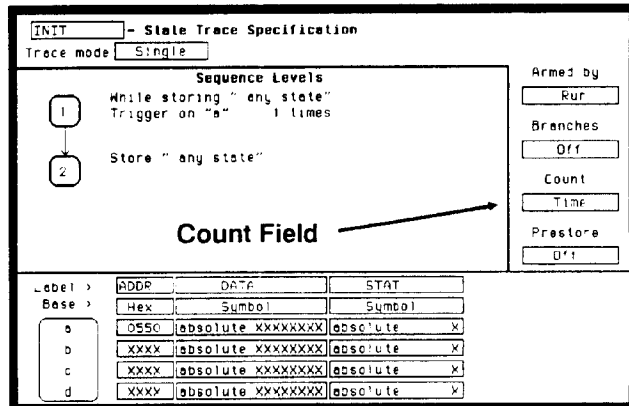 INIT - State Trace Specification
Trace mode Single
Sequence Levels
1
While storing " any state"
Trigger on "a" 1 times
2
Store " any state"
Armed by
Run
Branches
Off
Count
Time
Prestore
Off
Count Field
Label > ADDR DATA STAT
Base > Hex Symbol Symbol
a 0550 absolute XXXXXXXX absolute X
b XXXX absolute XXXXXXXX absolute X
c XXXX absolute XXXXXXXX absolute X
d XXXX absolute XXXXXXXX absolute X